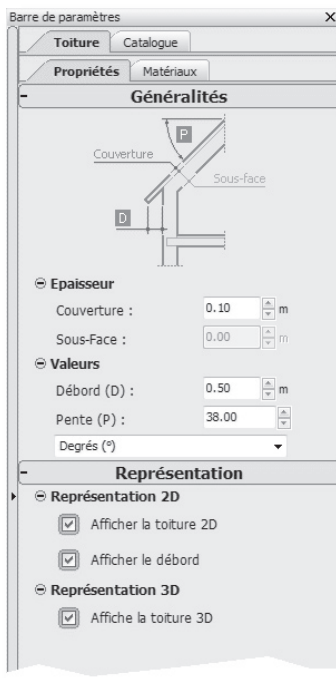 Barre de paramètres X
Toiture Catalogue
Propriétés Matériaux
- Généralités
P
Couverture
Sous-face
D
Epaisseur
Couverture : 0.10 m
Sous-Face : 0.00 m
Valeurs
Débord (D) : 0.50 m
Pente (P) : 38.00
Degrés (°)
- Représentation
Représentation 2D
Afficher la toiture 2D
Afficher le débord
Représentation 3D
Affiche la toiture 3D